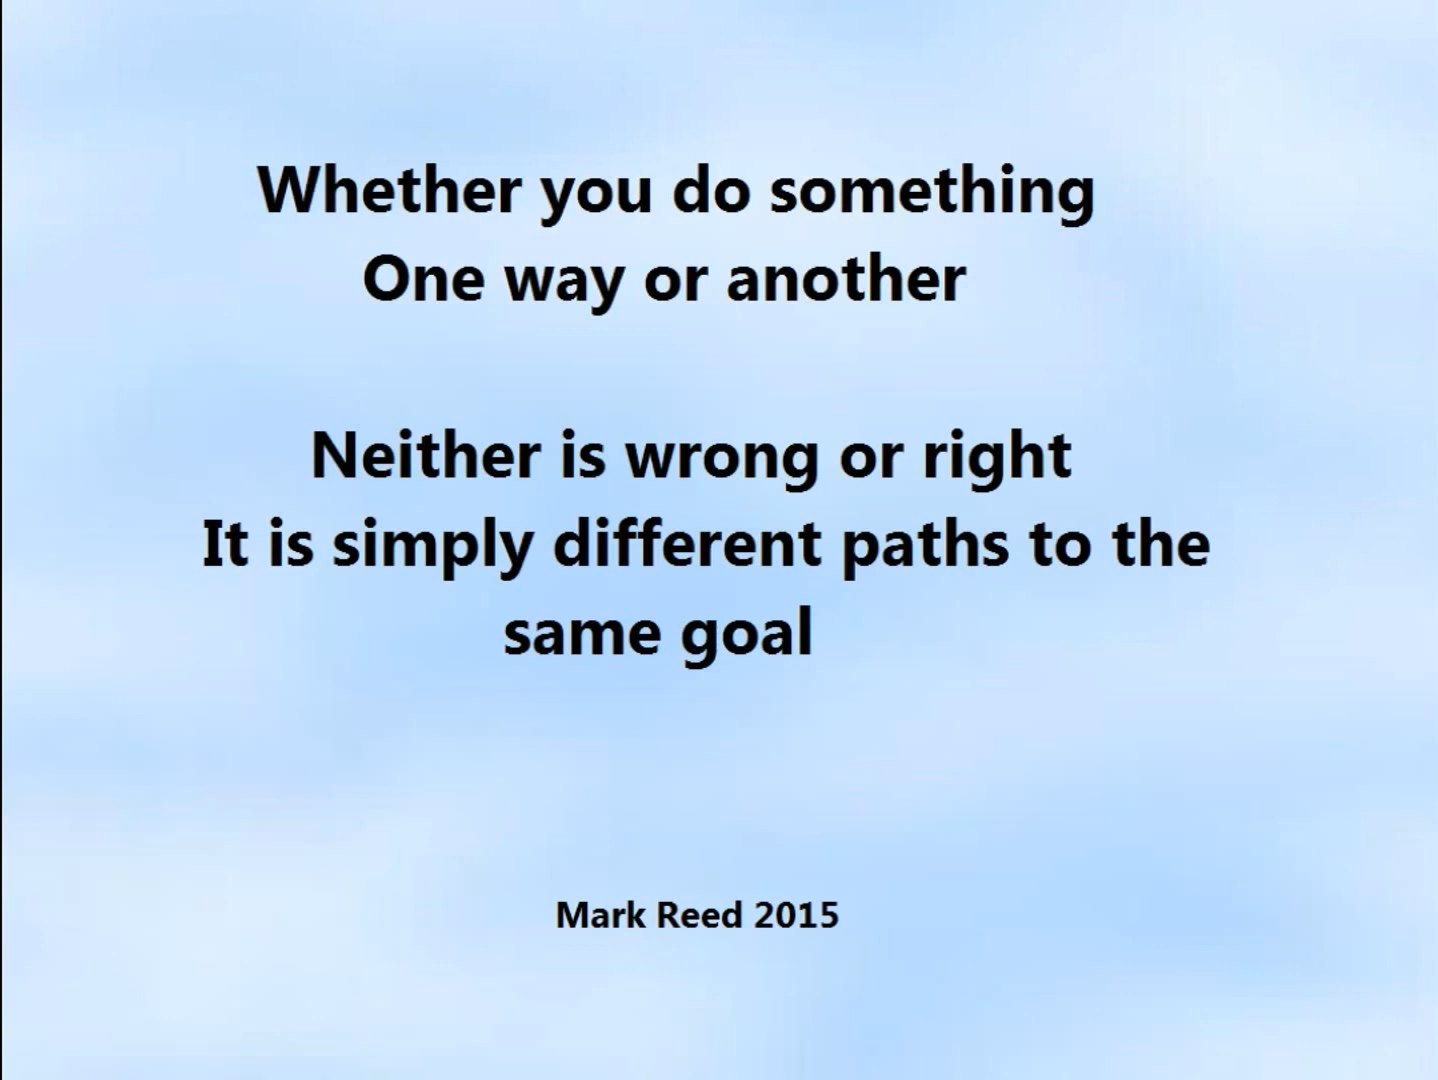 Whether you do something
One way or another
Neither is wrong or right
It is simply different paths to the
same goal
Mark Reed 2015